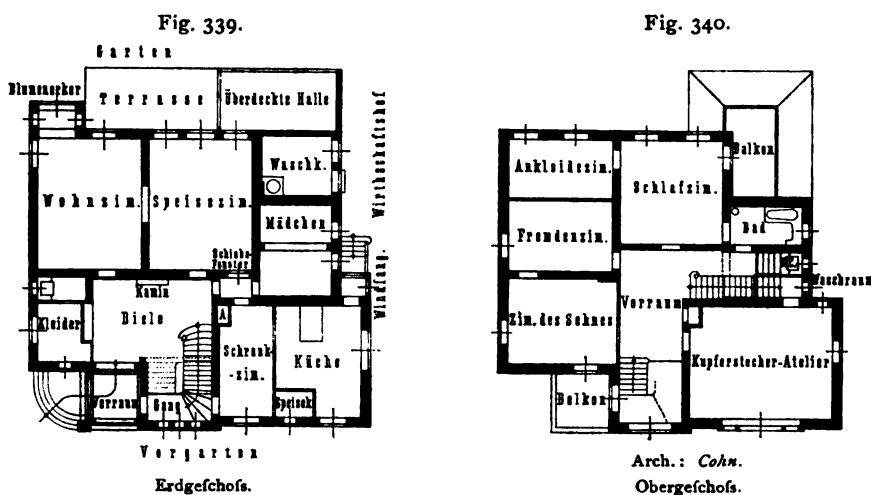 Fig. 339.
Garten
Blumenerker
Terrasse
Überdeckte Halle
Wohnzim.
Speisezim.
Waschk.
Mädchen
Wirthschaftshof
Schiebe-
Fenster
Windfang.
Kamin
Diele
Kleider
A
Schrank-
-zim.
Küche
Vorraum
Gang
Speisek.
Vorgarten
Erdgeſchoſs.
Fig. 340.
Balkon
Ankleidezim.
Schlafzim.
Fremdenzim.
Bad
Vorraum
Waschraum
Zim. des Sohnes
Kupferstecher-Atelier
Balkon
Arch.: Cohn.
Obergeſchoſs.